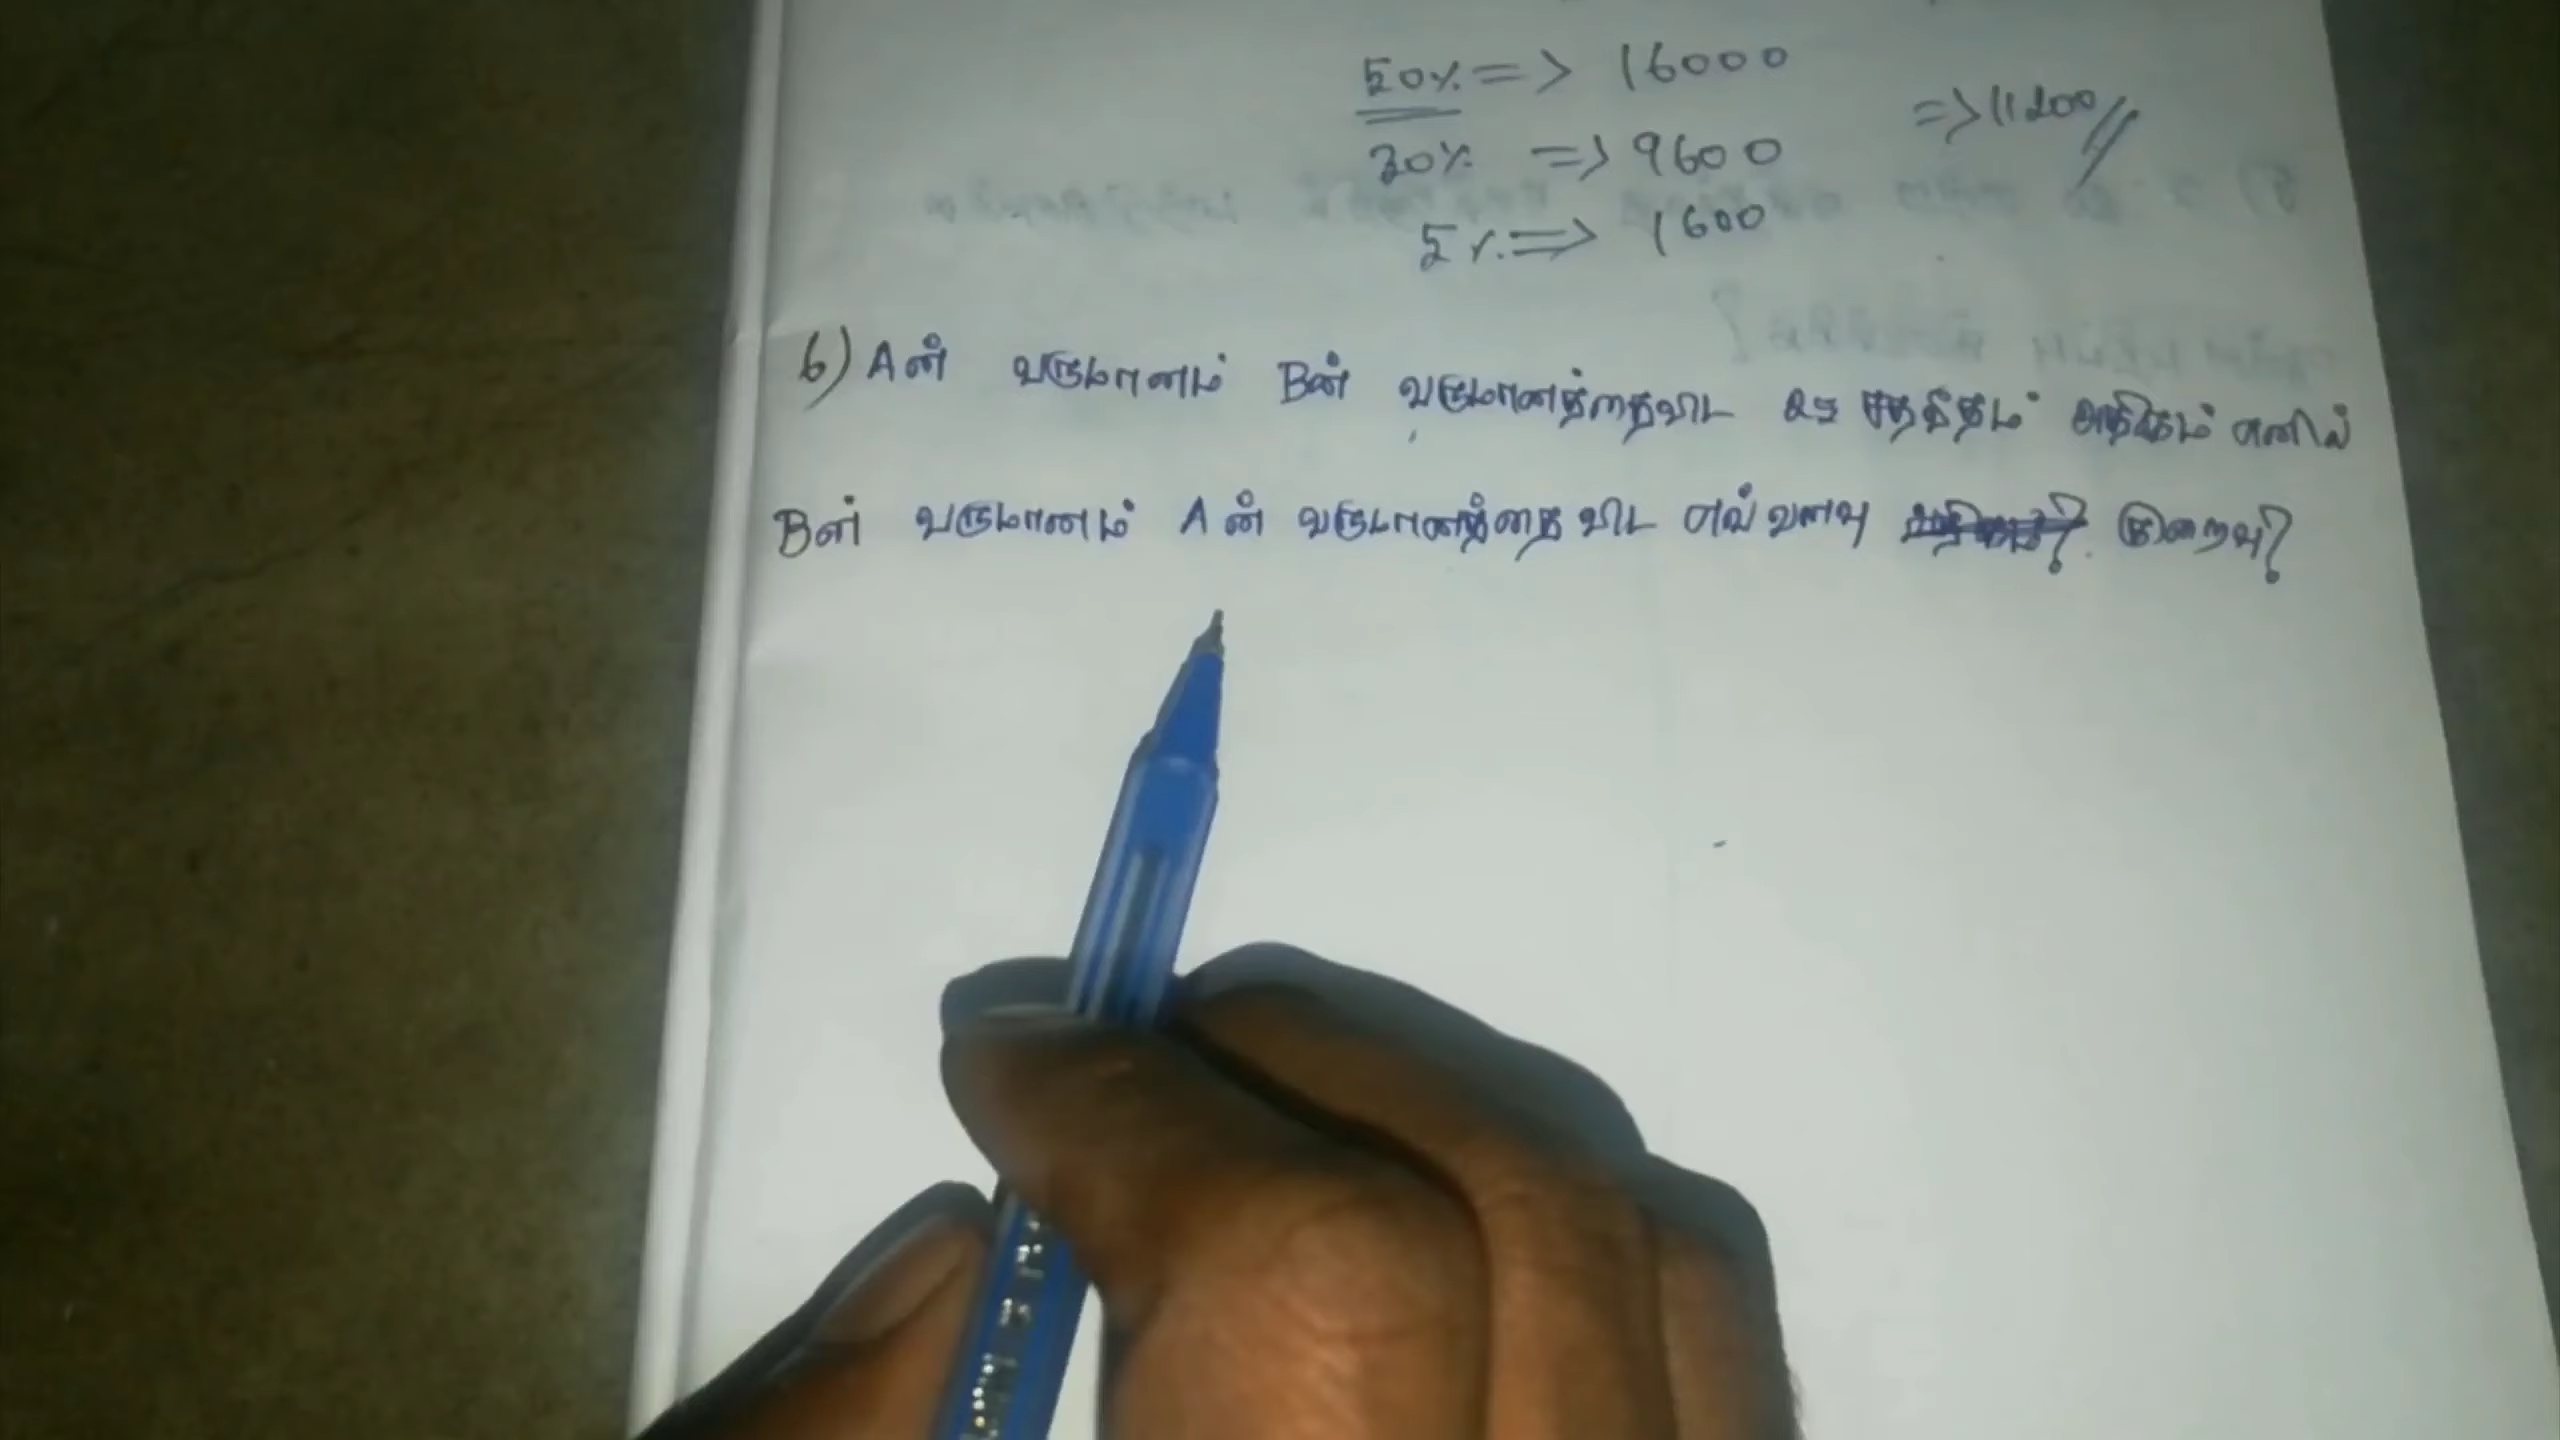 50% => 16000
30% => 9600 => 11200//
5% => 1600
6) Aன் வருமானம் Bன் வருமானத்தைவிட 25 சதவீதம் அதிகம் எனில்
Bன் வருமானம் Aன் வருமானத்தை விட எவ்வளவு குறைவு?